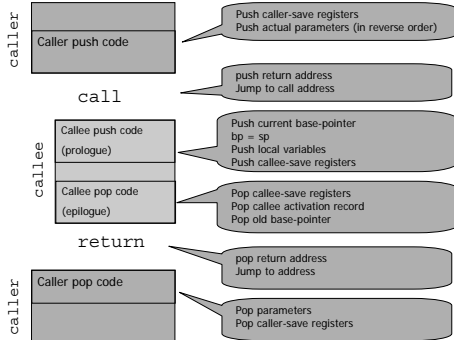 caller
Caller push code
Push caller-save registers
Push actual parameters (in reverse order)
call
push return address
Jump to call address
callee
Callee push code
(prologue)
Push current base-pointer
bp = sp
Push local variables
Push callee-save registers
Callee pop code
(epilogue)
Pop callee-save registers
Pop callee activation record
Pop old base-pointer
return
pop return address
Jump to address
caller
Caller pop code
Pop parameters
Pop caller-save registers